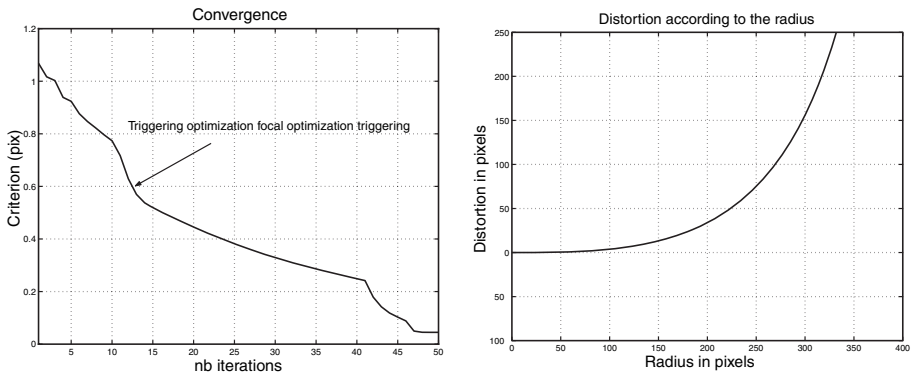 Convergence
1.2
1
0.8
0.6
0.4
0.2
0
Criterion (pix)
Triggering optimization focal optimization triggering
5 10 15 20 25 30 35 40 45 50
nb iterations
Distortion according to the radius
250
200
150
100
50
0
50
100
Distortion in pixels
0 50 100 150 200 250 300 350 400
Radius in pixels